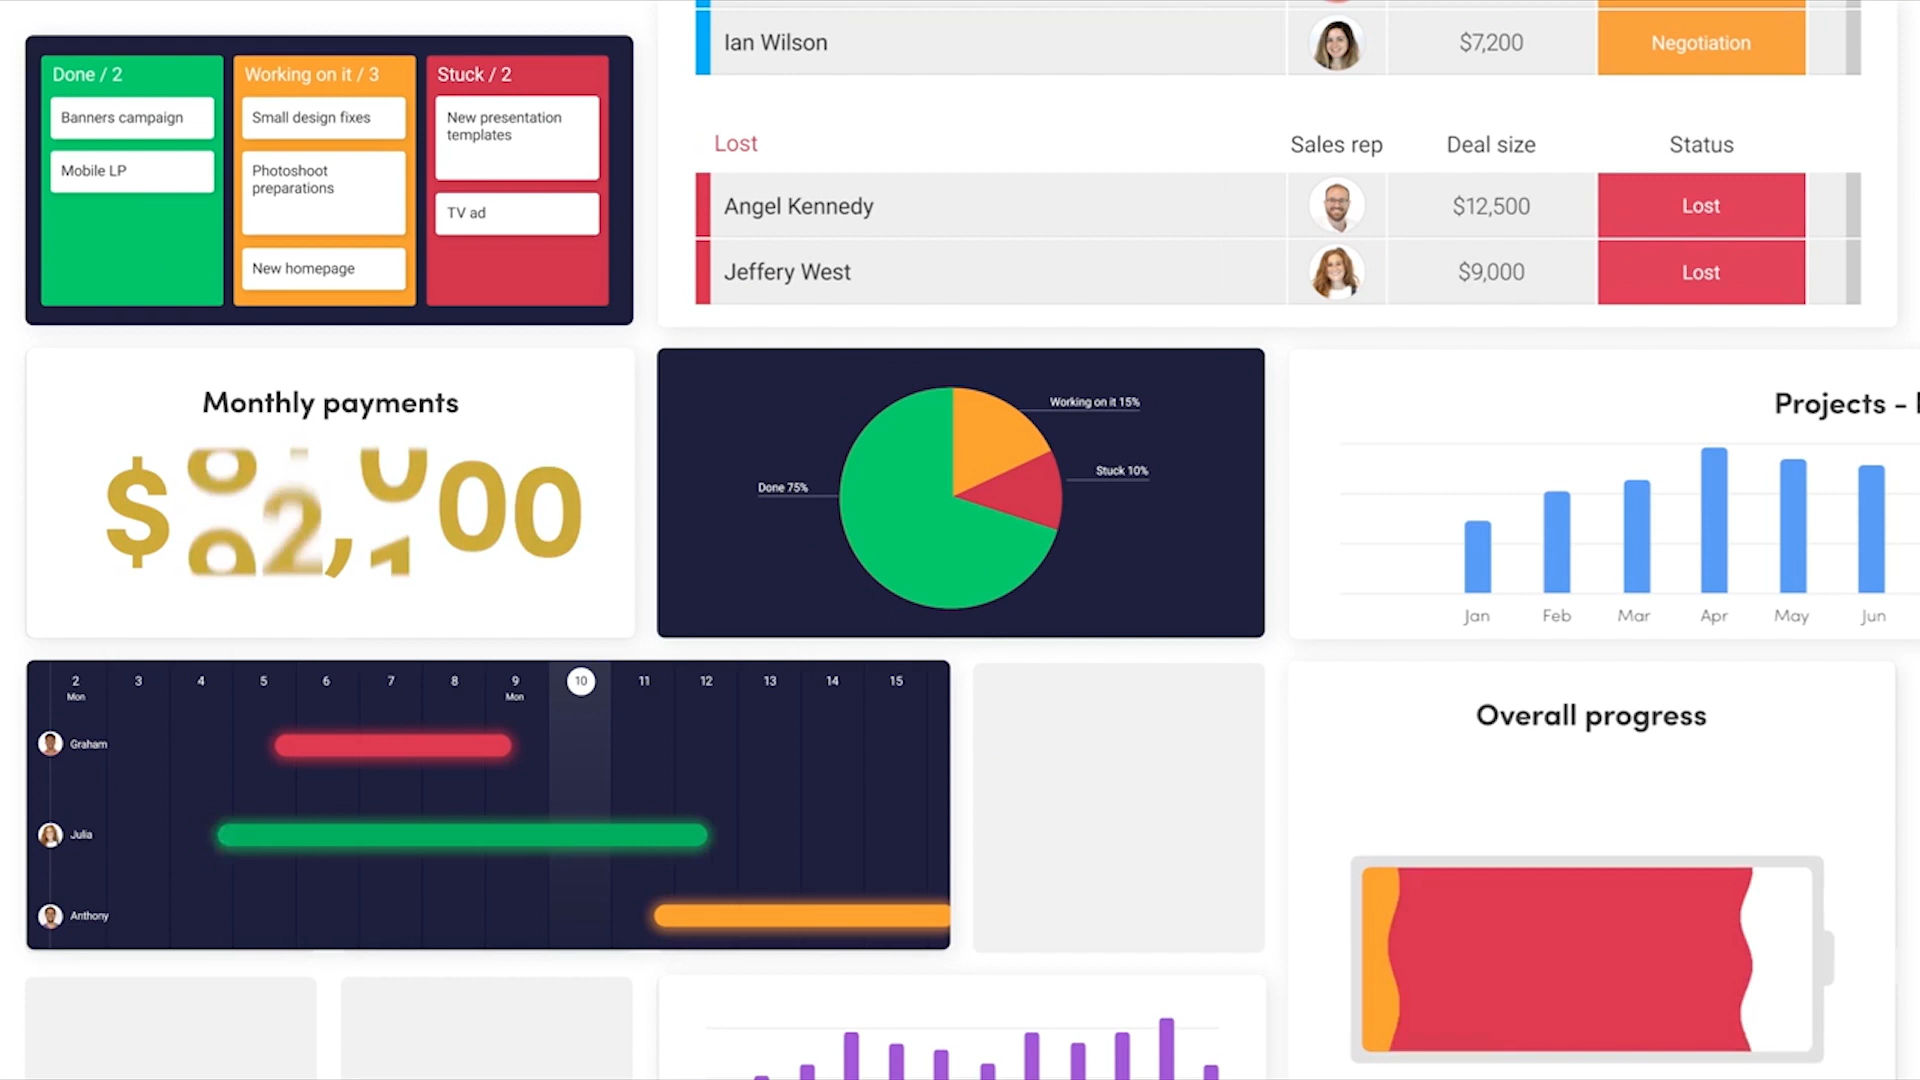 Done / 2
Banners campaign
Mobile LP
Working on it / 3
Small design fixes
Photoshoot
preparations
New homepage
Stuck / 2
New presentation
templates
TV ad
Ian Wilson
$7,200
Negotiation
Lost
Sales rep
Deal size
Status
Angel Kennedy
$12,500
Lost
Jeffery West
$9,000
Lost
Monthly payments
Working on it 15%
Stuck 10%
Done 75%
Projects -
Jan
Feb
Mar
Apr
May
Jun
2 3 4 5 6 7 8 9 10 11 12 13 14 15
Mon Mon
Graham
Julia
Anthony
Overall progress